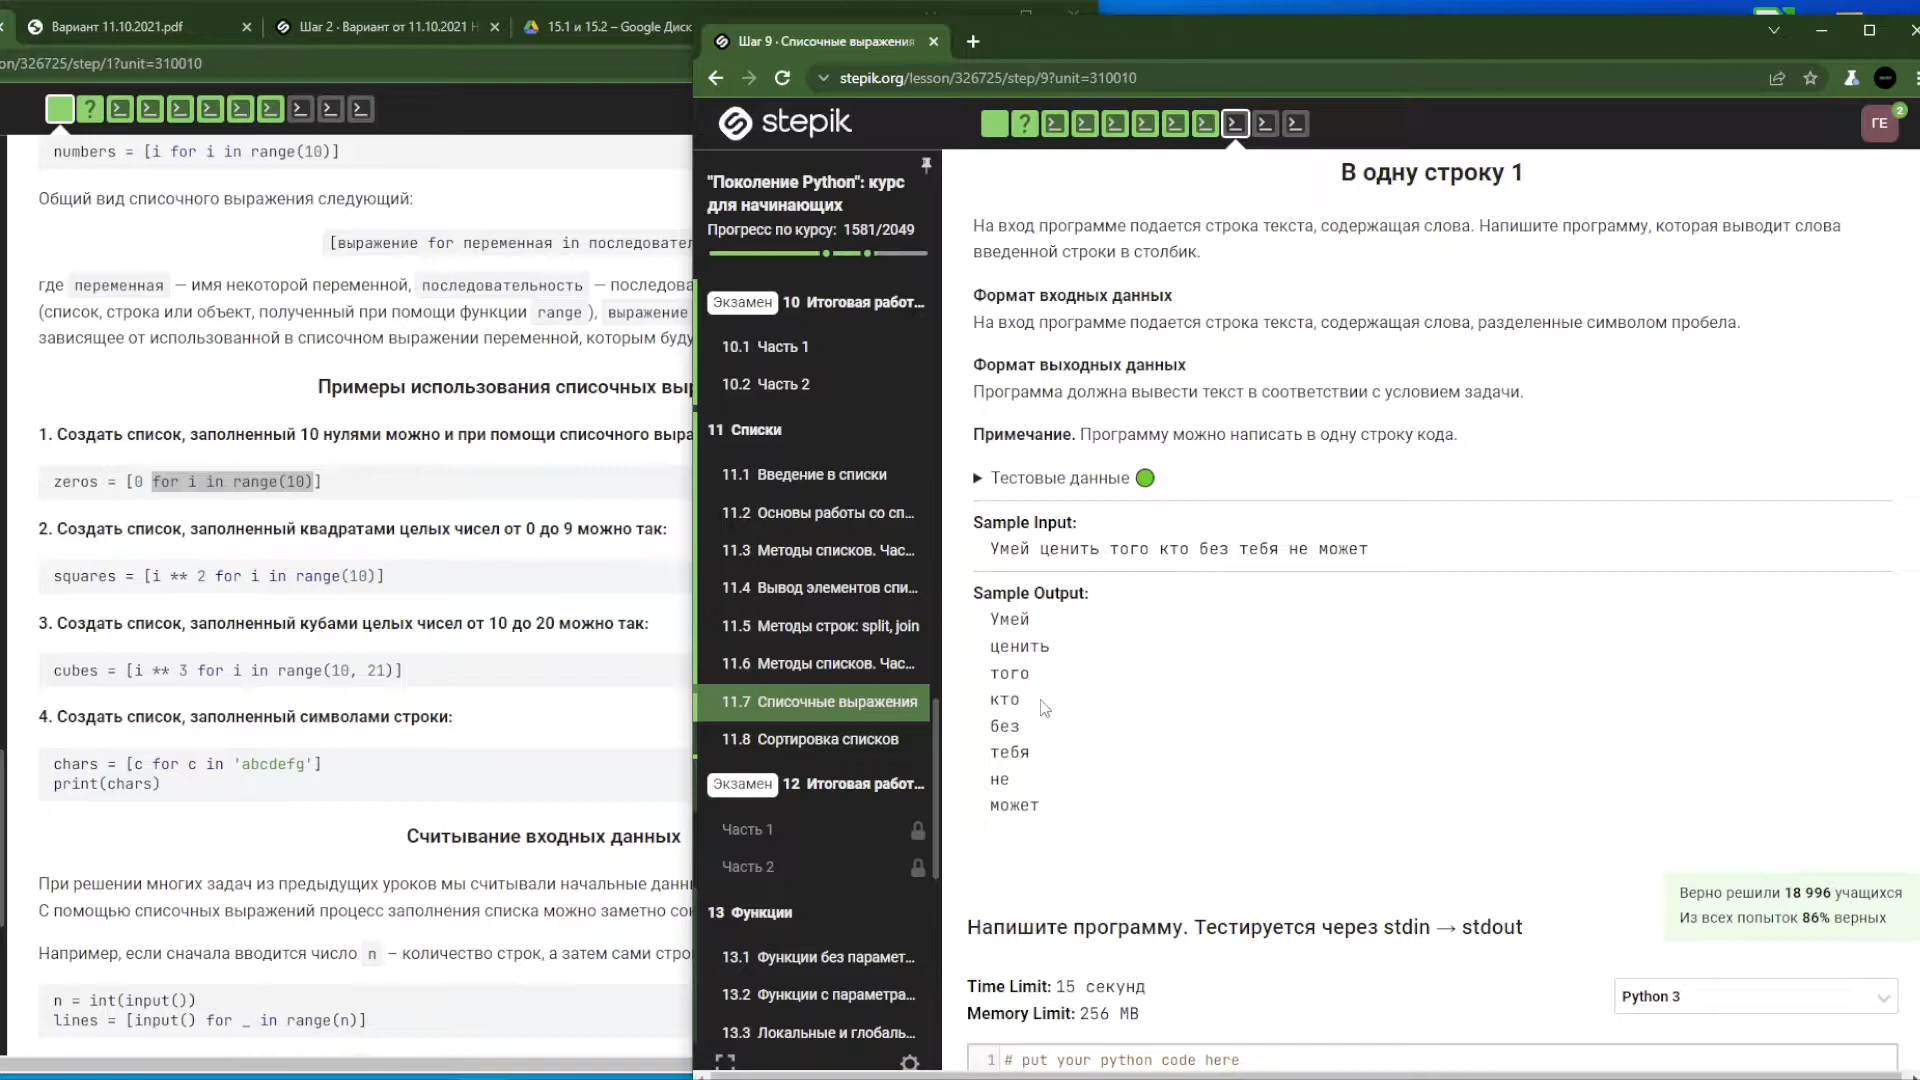 Вариант 11.10.2021.pdf
Шаг 2 · Вариант от 11.10.2021
15.1 и 15.2 – Google Диск
on/326725/step/1?unit=310010
numbers = [i for i in range(10)]
Общий вид списочного выражения следующий:
[выражение for переменная in последовател
где переменная — имя некоторой переменной, последовательность — последова
(список, строка или объект, полученный при помощи функции range), выражение
зависящее от использованной в списочном выражении переменной, которым буду
Примеры использования списочных выр
1. Создать список, заполненный 10 нулями можно и при помощи списочного выра
zeros = [0 for i in range(10)]
2. Создать список, заполненный квадратами целых чисел от 0 до 9 можно так:
squares = [i ** 2 for i in range(10)]
3. Создать список, заполненный кубами целых чисел от 10 до 20 можно так:
cubes = [i ** 3 for i in range(10, 21)]
4. Создать список, заполненный символами строки:
chars = [c for c in 'abcdefg']
print(chars)
Считывание входных данных
При решении многих задач из предыдущих уроков мы считывали начальные данн
С помощью списочных выражений процесс заполнения списка можно заметно сок
Например, если сначала вводится число n – количество строк, а затем сами стро
n = int(input())
lines = [input() for _ in range(n)]
Шаг 9 · Списочные выражения
stepik.org/lesson/326725/step/9?unit=310010
stepik
ГЕ
2
"Поколение Python": курс
для начинающих
Прогресс по курсу: 1581/2049
Экзамен 10 Итоговая работ...
10.1 Часть 1
10.2 Часть 2
11 Списки
11.1 Введение в списки
11.2 Основы работы со сп...
11.3 Методы списков. Час...
11.4 Вывод элементов спи...
11.5 Методы строк: split, join
11.6 Методы списков. Час...
11.7 Списочные выражения
11.8 Сортировка списков
Экзамен 12 Итоговая работ...
Часть 1
Часть 2
13 Функции
13.1 Функции без парамет...
13.2 Функции с параметра...
13.3 Локальные и глобаль...
В одну строку 1
На вход программе подается строка текста, содержащая слова. Напишите программу, которая выводит слова
введенной строки в столбик.
Формат входных данных
На вход программе подается строка текста, содержащая слова, разделенные символом пробела.
Формат выходных данных
Программа должна вывести текст в соответствии с условием задачи.
Примечание. Программу можно написать в одну строку кода.
Тестовые данные
Sample Input:
Умей ценить того кто без тебя не может
Sample Output:
Умей
ценить
того
кто
без
тебя
не
может
Верно решили 18 996 учащихся
Из всех попыток 86% верных
Напишите программу. Тестируется через stdin → stdout
Time Limit: 15 секунд
Memory Limit: 256 MB
Python 3
1 # put your python code here